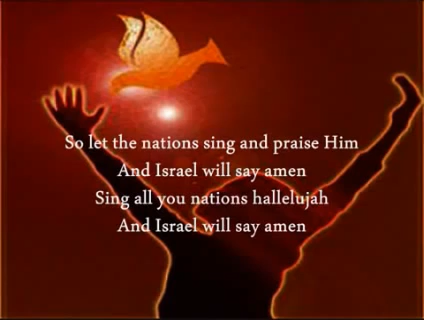 So let the nations sing and praise Him
And Israel will say amen
Sing all you nations hallelujah
And Israel will say amen